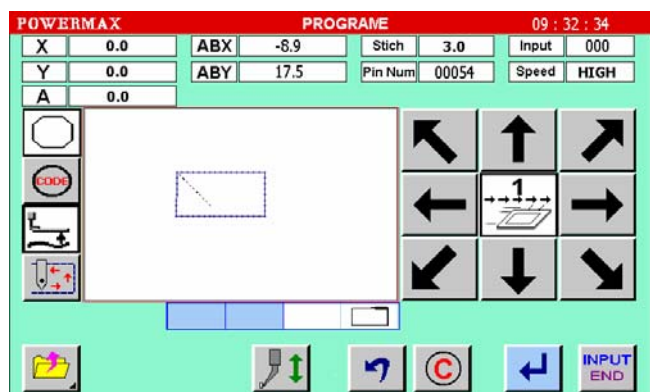 POWERMAX PROGRAME 09 : 32 : 34
X 0.0 ABX -8.9 Stich 3.0 Input 000
Y 0.0 ABY 17.5 Pin Num 00054 Speed HIGH
A 0.0
CODE
1
C
INPUT
END